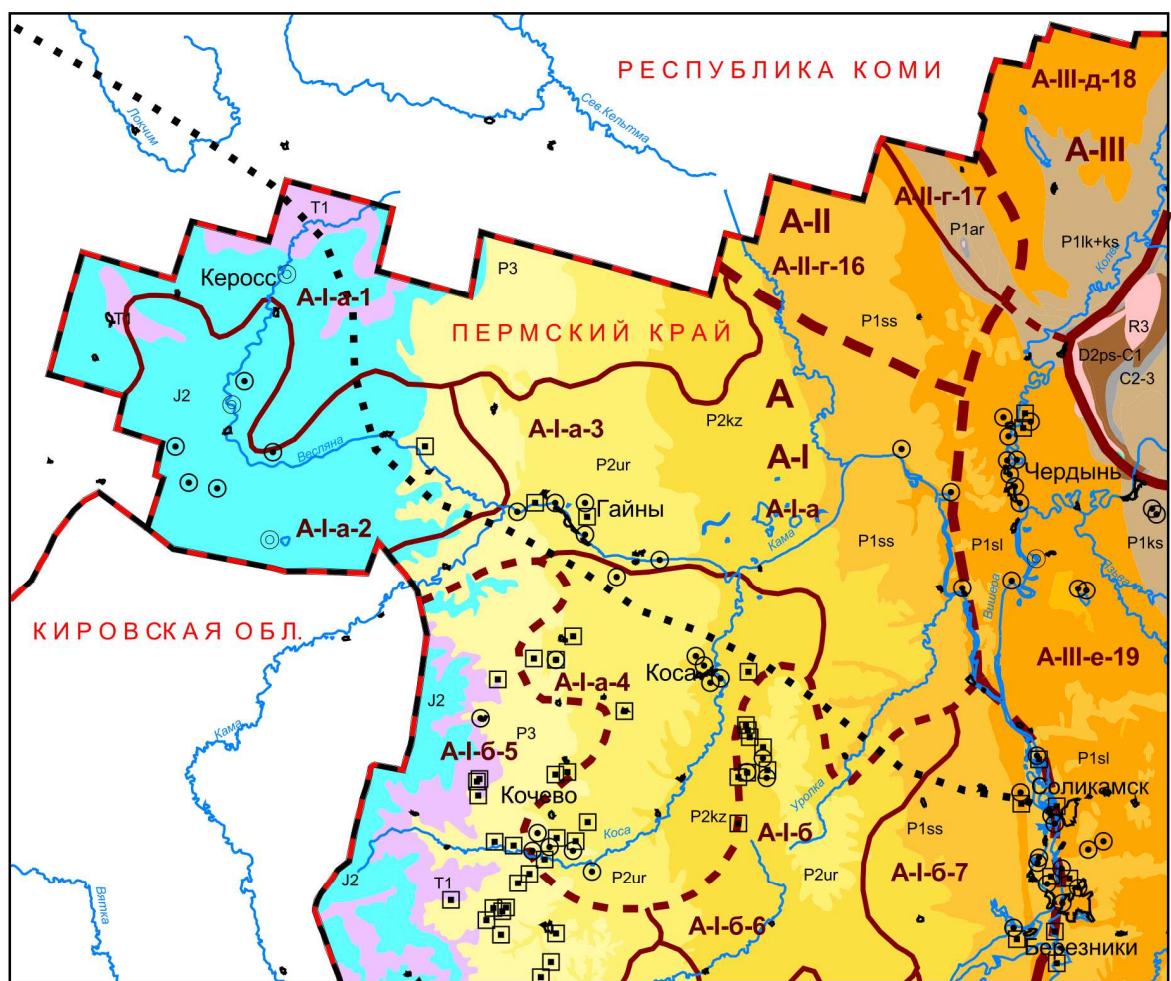 РЕСПУБЛИКА КОМИ
А-III-д-18
Сев.Кельтма
Локчим
А-III
А-II-г-17
T1
А-II
P1ar
P1lk+ks
Колва
Керосс
P3
А-II-г-16
А-I-а-1
T1
ПЕРМСКИЙ КРАЙ
P1ss
R3
D2ps-C1
C2-3
J2
А
P2kz
А-I-а-3
Весляна
А-I
P2ur
Чердынь
А-I-а
Гайны
А-I-а-2
Кама
P1ss
P1sl
P1ks
Вишера
КИРОВСКАЯ ОБЛ.
А-III-е-19
Коса
А-I-а-4
J2
Кама
P3
А-I-б-5
P1sl
Соликамск
Кочево
Уролка
P2kz
А-I-б
P1ss
Коса
J2
T1
P2ur
P2ur
А-I-б-7
Вятка
А-I-б-6
Березники